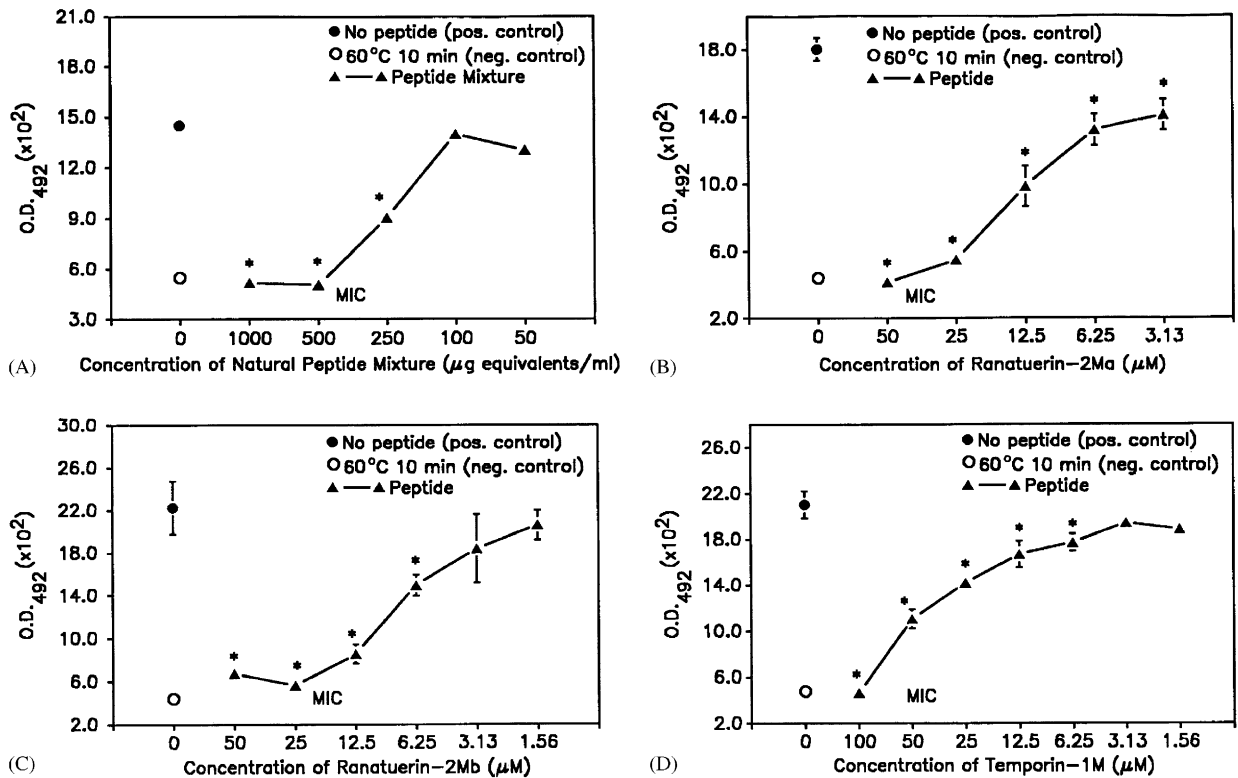 21.0
18.0
15.0
12.0
9.0
6.0
3.0
O.D.492 (x10²)
● No peptide (pos. control)
○ 60°C 10 min (neg. control)
▲—▲ Peptide Mixture
*
*
*
MIC
0 1000 500 250 100 50
Concentration of Natural Peptide Mixture (μg equivalents/ml)
(A)
18.0
14.0
10.0
6.0
2.0
O.D.492 (x10²)
● No peptide (pos. control)
○ 60°C 10 min (neg. control)
▲—▲ Peptide
*
*
*
*
*
MIC
0 50 25 12.5 6.25 3.13
Concentration of Ranatuerin-2Ma (μM)
(B)
30.0
26.0
22.0
18.0
14.0
10.0
6.0
2.0
O.D.492 (x10²)
● No peptide (pos. control)
○ 60°C 10 min (neg. control)
▲—▲ Peptide
*
*
*
*
MIC
0 50 25 12.5 6.25 3.13 1.56
Concentration of Ranatuerin-2Mb (μM)
(C)
26.0
22.0
18.0
14.0
10.0
6.0
2.0
O.D.492 (x10²)
● No peptide (pos. control)
○ 60°C 10 min (neg. control)
▲—▲ Peptide
*
*
*
*
*
MIC
0 100 50 25 12.5 6.25 3.13 1.56
Concentration of Temporin-1M (μM)
(D)